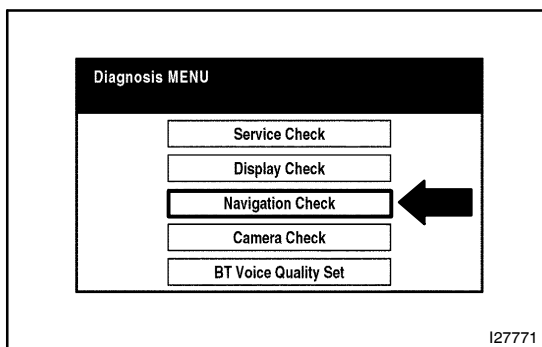 Diagnosis MENU
Service Check
Display Check
Navigation Check
Camera Check
BT Voice Quality Set
I27771